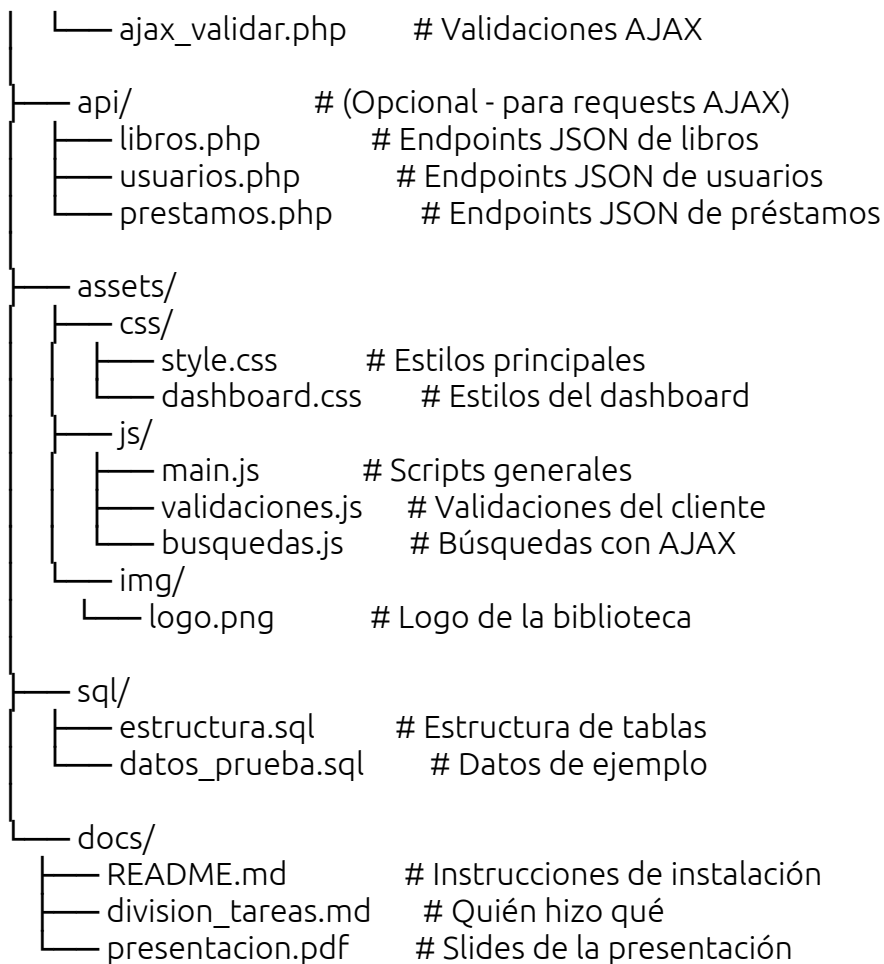 │   └── ajax_validar.php # Validaciones AJAX
│
├── api/ # (Opcional - para requests AJAX)
│   ├── libros.php # Endpoints JSON de libros
│   ├── usuarios.php # Endpoints JSON de usuarios
│   └── prestamos.php # Endpoints JSON de préstamos
│
├── assets/
│   ├── css/
│   │   ├── style.css # Estilos principales
│   │   └── dashboard.css # Estilos del dashboard
│   ├── js/
│   │   ├── main.js # Scripts generales
│   │   ├── validaciones.js # Validaciones del cliente
│   │   └── busquedas.js # Búsquedas con AJAX
│   └── img/
│       └── logo.png # Logo de la biblioteca
│
├── sql/
│   ├── estructura.sql # Estructura de tablas
│   └── datos_prueba.sql # Datos de ejemplo
│
└── docs/
    ├── README.md # Instrucciones de instalación
    ├── division_tareas.md # Quién hizo qué
    └── presentacion.pdf # Slides de la presentación